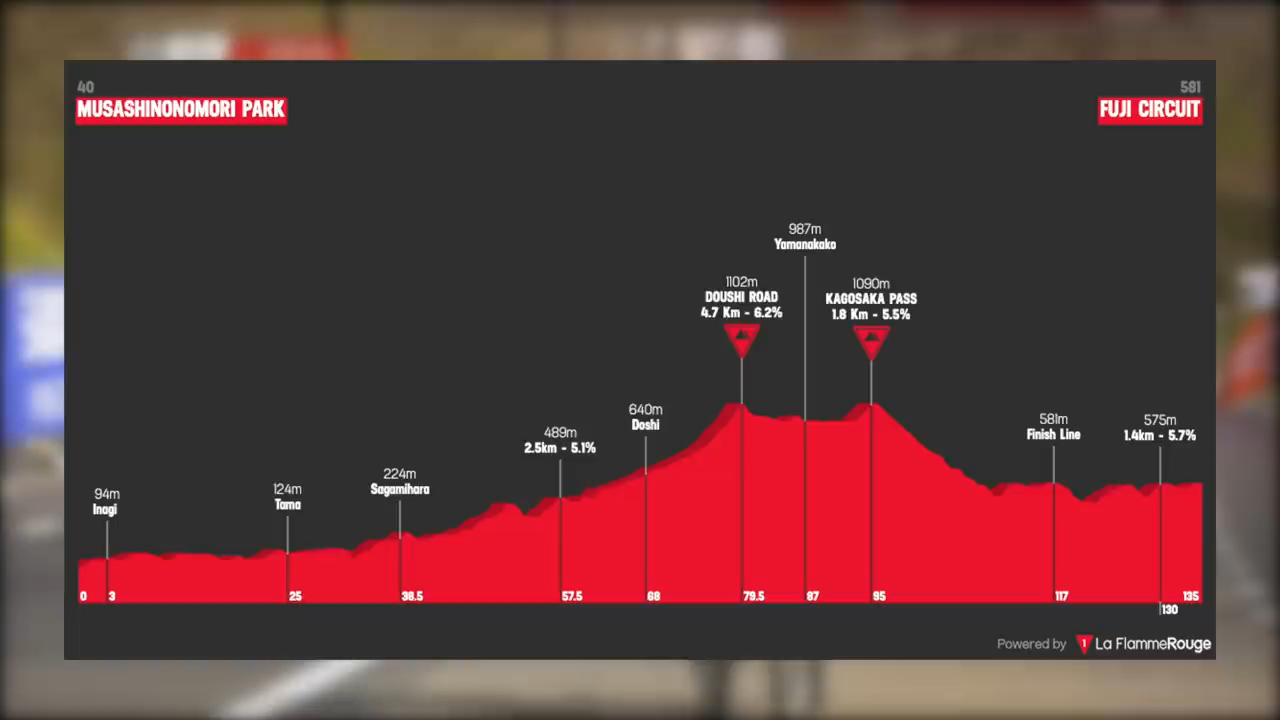 40
MUSASHINONOMORI PARK
581
FUJI CIRCUIT
987m
Yamanakako
1102m
DOUSHI ROAD
4.7 Km - 6.2%
1090m
KAGOSAKA PASS
1.8 Km - 5.5%
640m
Doshi
581m
Finish Line
575m
1.4km - 5.7%
489m
2.5km - 5.1%
224m
Sagamihara
124m
Tama
94m
Inagi
0
3
25
38.5
57.5
68
79.5
87
95
117
130
135
Powered by 1 La FlammeRouge